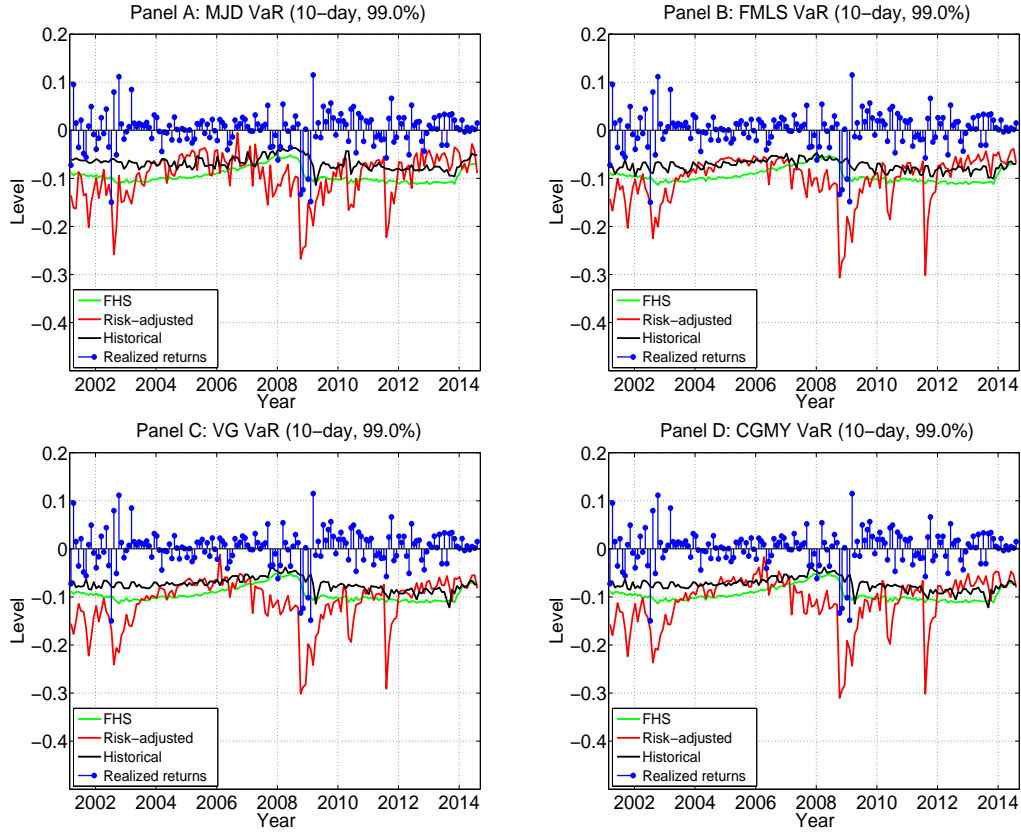 Panel A: MJD VaR (10−day, 99.0%)
0.2
0.1
0
−0.1
−0.2
−0.3
−0.4
Level
FHS
Risk−adjusted
Historical
Realized returns
2002 2004 2006 2008 2010 2012 2014
Year
Panel B: FMLS VaR (10−day, 99.0%)
0.2
0.1
0
−0.1
−0.2
−0.3
−0.4
Level
FHS
Risk−adjusted
Historical
Realized returns
2002 2004 2006 2008 2010 2012 2014
Year
Panel C: VG VaR (10−day, 99.0%)
0.2
0.1
0
−0.1
−0.2
−0.3
−0.4
Level
FHS
Risk−adjusted
Historical
Realized returns
2002 2004 2006 2008 2010 2012 2014
Year
Panel D: CGMY VaR (10−day, 99.0%)
0.2
0.1
0
−0.1
−0.2
−0.3
−0.4
Level
FHS
Risk−adjusted
Historical
Realized returns
2002 2004 2006 2008 2010 2012 2014
Year